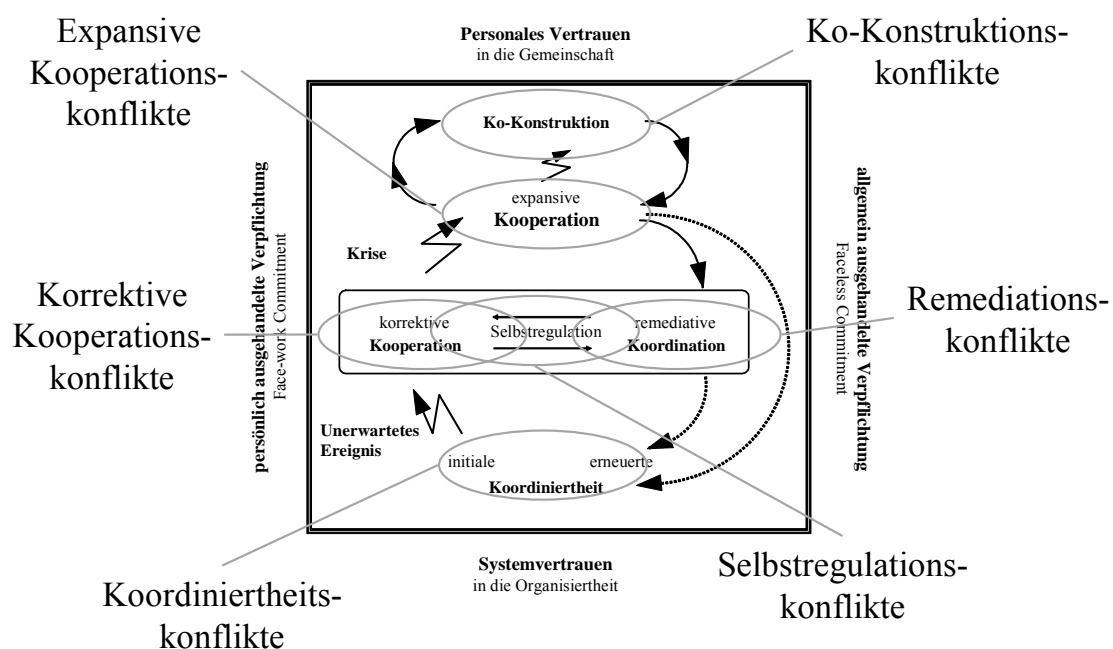 Expansive
Kooperations-
konflikte
Personales Vertrauen
in die Gemeinschaft
Ko-Konstruktions-
konflikte
Ko-Konstruktion
expansive
Kooperation
Krise
persönlich ausgehandelte Verpflichtung
Face-work Commitment
allgemein ausgehandelte Verpflichtung
Faceless Commitment
Korrektive
Kooperations-
konflikte
korrektive
Kooperation
Selbstregulation
remediative
Koordination
Remediations-
konflikte
Unerwartetes
Ereignis
initiale erneuerte
Koordiniertheit
Koordiniertheits-
konflikte
Systemvertrauen
in die Organisiertheit
Selbstregulations-
konflikte